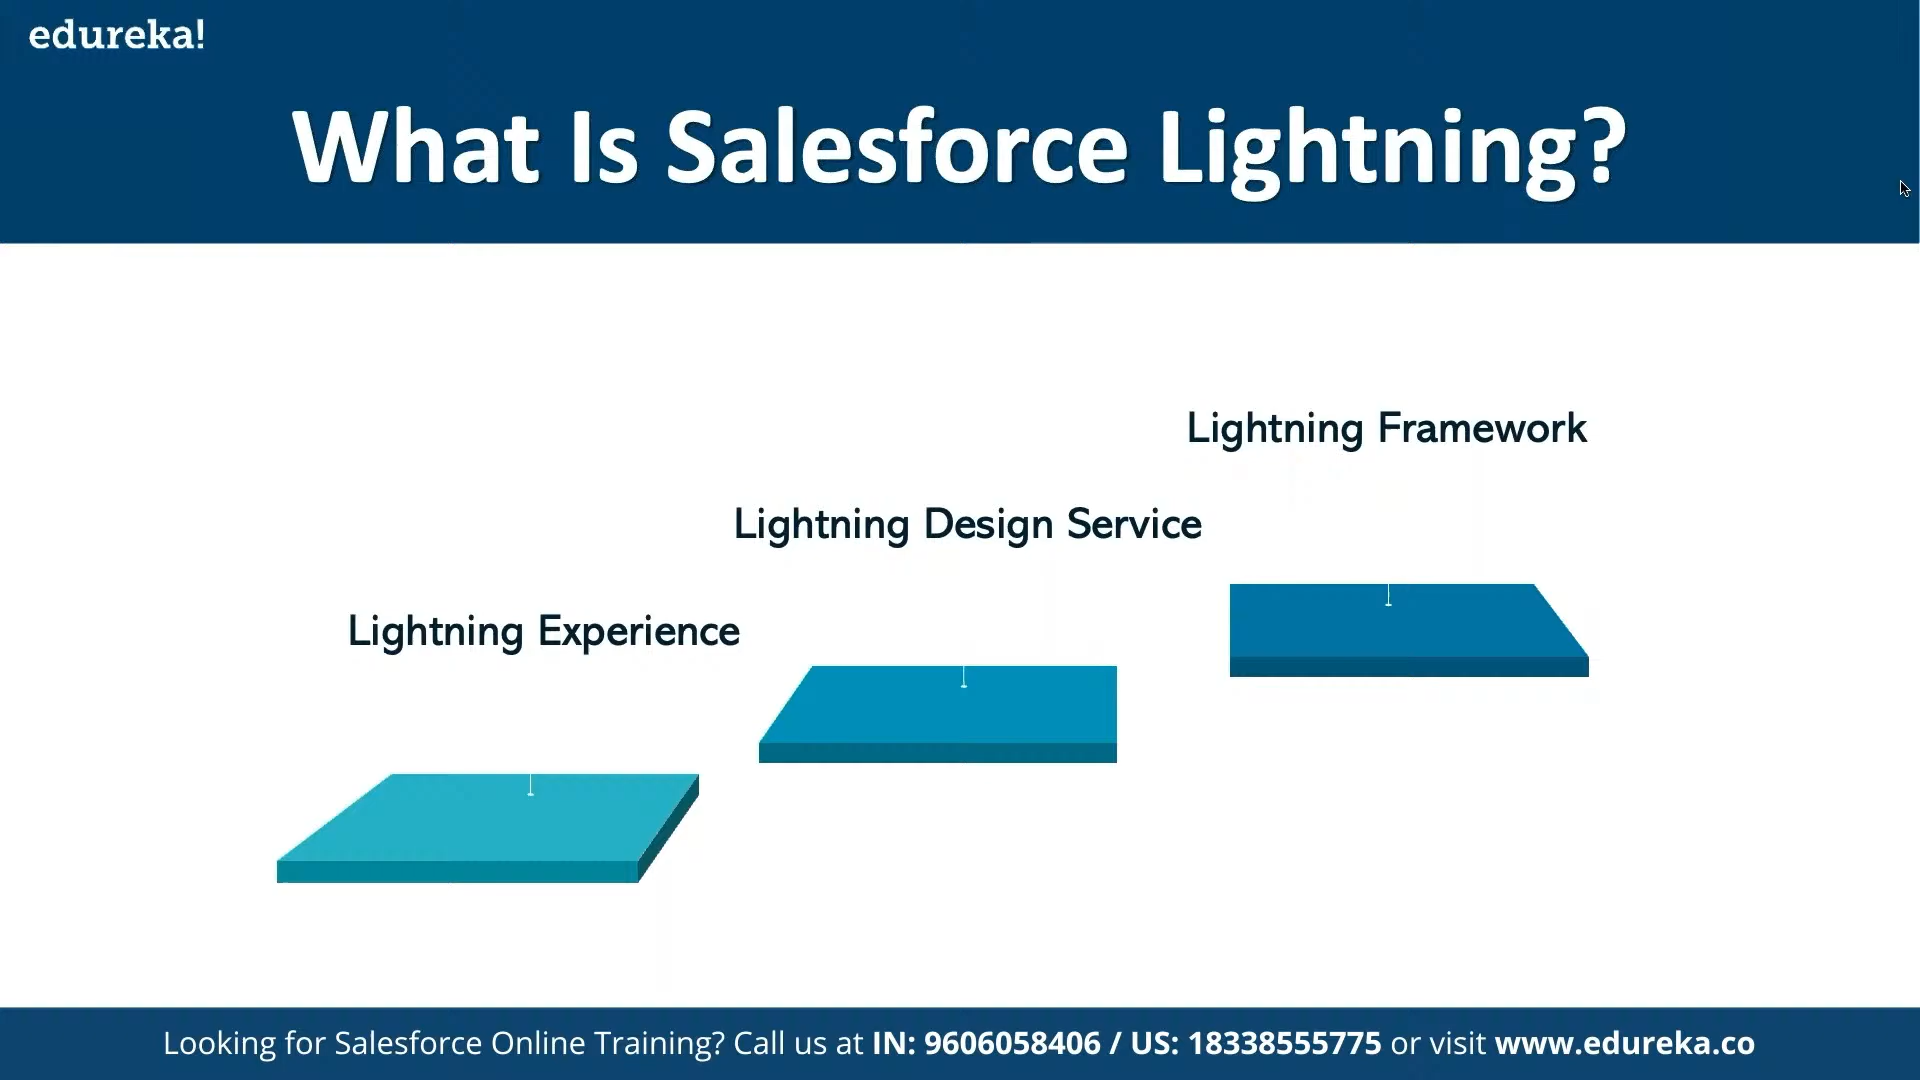 edureka!
What Is Salesforce Lightning?
Lightning Framework
Lightning Design Service
Lightning Experience
Looking for Salesforce Online Training? Call us at IN: 9606058406 / US: 18338555775 or visit www.edureka.co